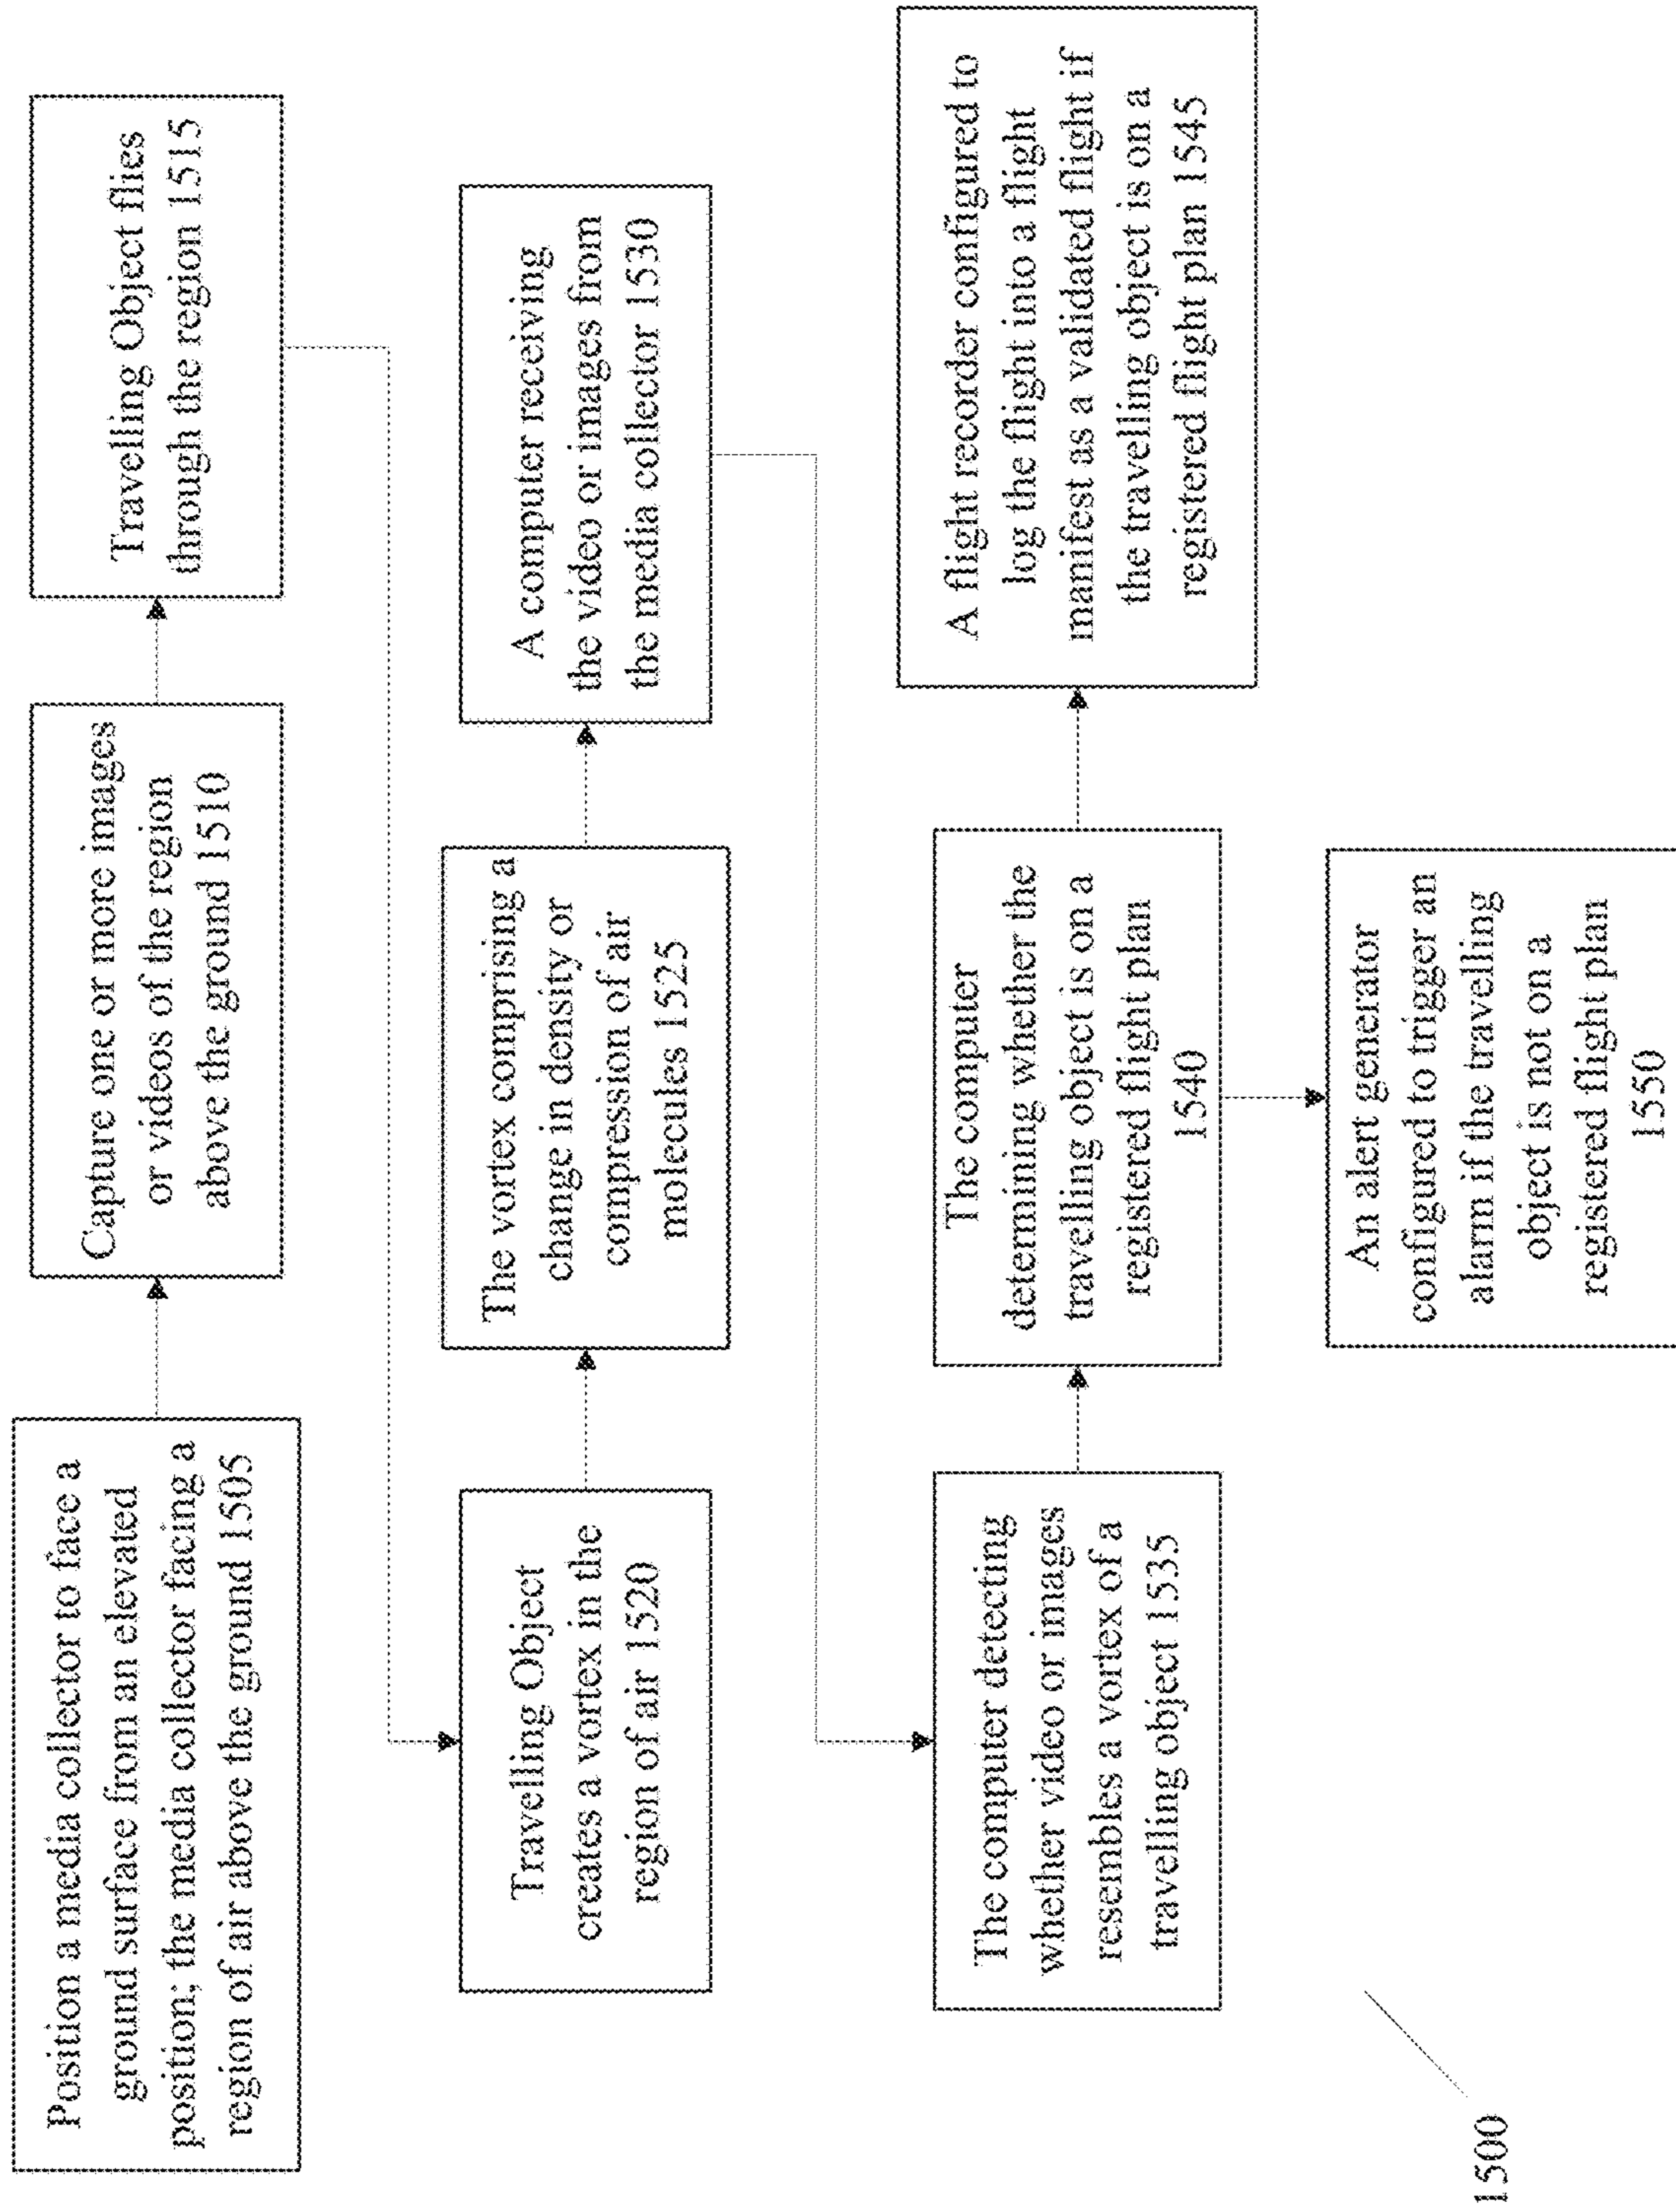 Position a media collector to face a
ground surface from an elevated
position; the media collector facing a
region of air above the ground 1505
Capture one or more images
or videos of the region
above the ground 1510
Travelling Object flies
through the region 1515
Travelling Object
creates a vortex in the
region of air 1520
The vortex comprising a
change in density or
compression of air
molecules 1525
A computer receiving
the video or images from
the media collector 1530
The computer detecting
whether video or images
resembles a vortex of a
travelling object 1535
The computer
determining whether the
travelling object is on a
registered flight plan
1540
A flight recorder configured to
log the flight into a flight
manifest as a validated flight if
the travelling object is on a
registered flight plan 1545
An alert generator
configured to trigger an
alarm if the travelling
object is not on a
registered flight plan
1550
1500